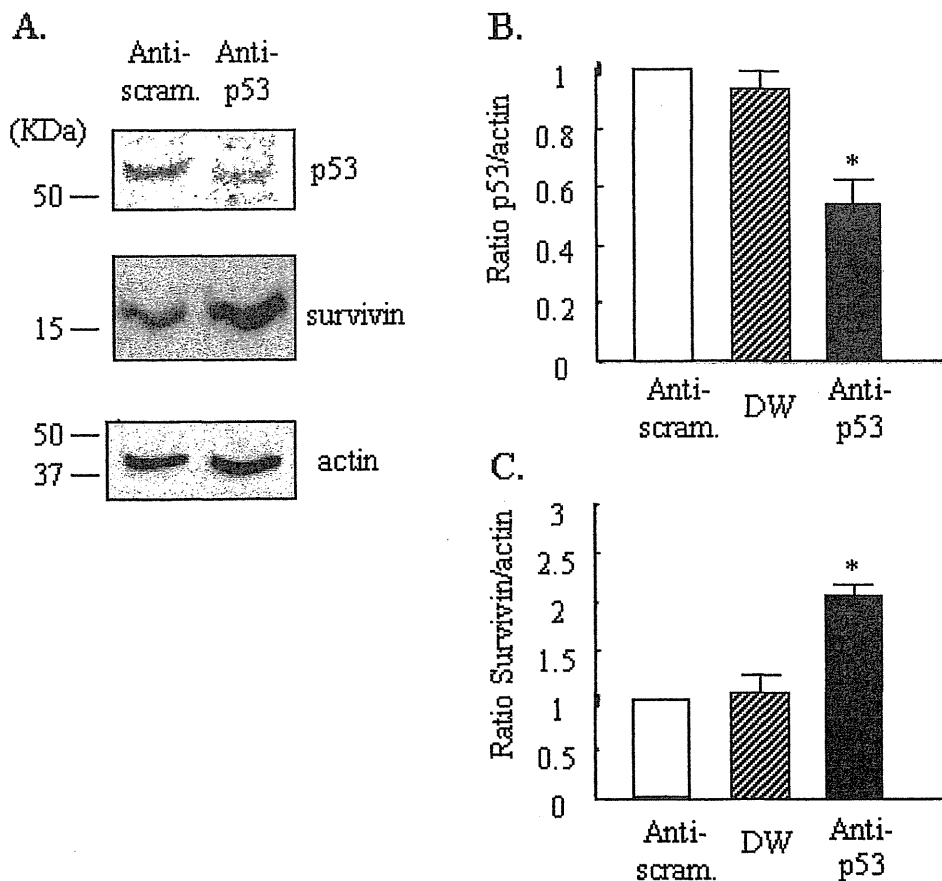 A.
Anti-
scram.
Anti-
p53
(KDa)
p53
50
survivin
15
50
actin
37
B.
Ratio p53/actin
1
0.8
*
0.6
0.4
0.2
0
Anti-
scram.
DW
Anti-
p53
C.
Ratio Survivin/actin
3
2.5
*
2
1.5
1
0.5
0
Anti-
scram.
DW
Anti-
p53